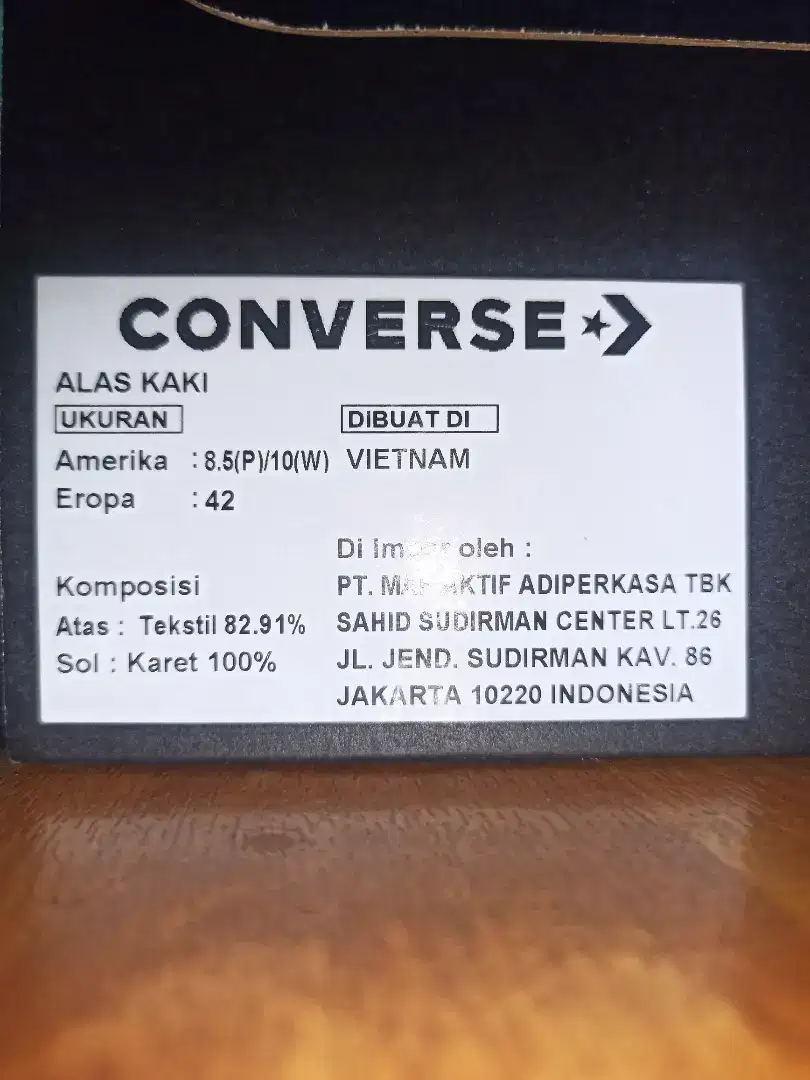 CONVERSE
ALAS KAKI
UKURAN
DIBUAT DI
Amerika : 8.5(P)/10(W) VIETNAM
Eropa : 42
Di oleh :
Komposisi
PT. AKTIF ADIPERKASA TBK
Atas : Tekstil 82.91%
SAHID SUDIRMAN CENTER LT.26
Sol : Karet 100%
JL. JEND. SUDIRMAN KAV. 86
JAKARTA 10220 INDONESIA